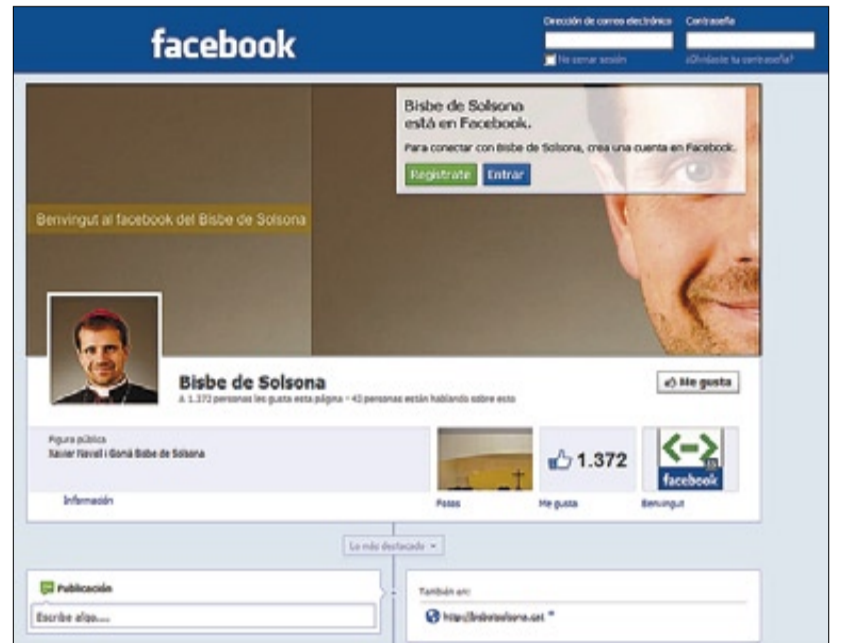 facebook
Dirección de correo electrónico
Contraseña
No cerrar sesión
¿Olvidaste tu contraseña?
Bisbe de Solsona
está en Facebook.
Para conectar con Bisbe de Solsona, crea una cuenta en Facebook.
Regístrate Entrar
Benvingut al facebook del Bisbe de Solsona
Bisbe de Solsona
Me gusta
A 1.372 personas les gusta esta página · 43 personas están hablando sobre esto
Figura pública
Xavier Novell i Gomà Bisbe de Solsona
1.372
facebook
Información
Fotos
Me gusta
Benvingut
Lo más destacado
Publicación
Escribe algo....
También en:
http://bisbatsolsona.cat